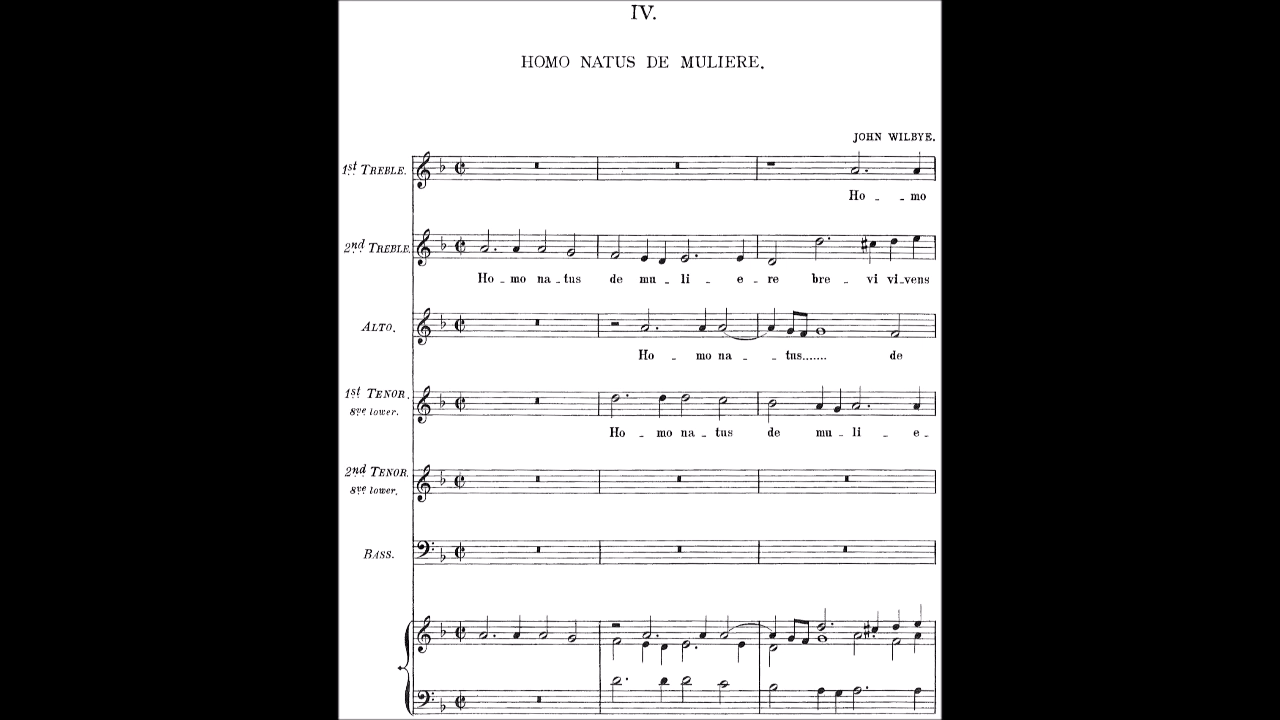 IV.
HOMO NATUS DE MULIERE.
JOHN WILBYE.
1st TREBLE.
Ho - - mo
2nd TREBLE.
Ho - mo na - tus de mu - li - e - re bre - vi vi - vens
ALTO.
Ho - mo na - - tus....... de
1st TENOR.
8ve lower.
Ho - mo na - tus de mu - li - e -
2nd TENOR.
8ve lower.
BASS.